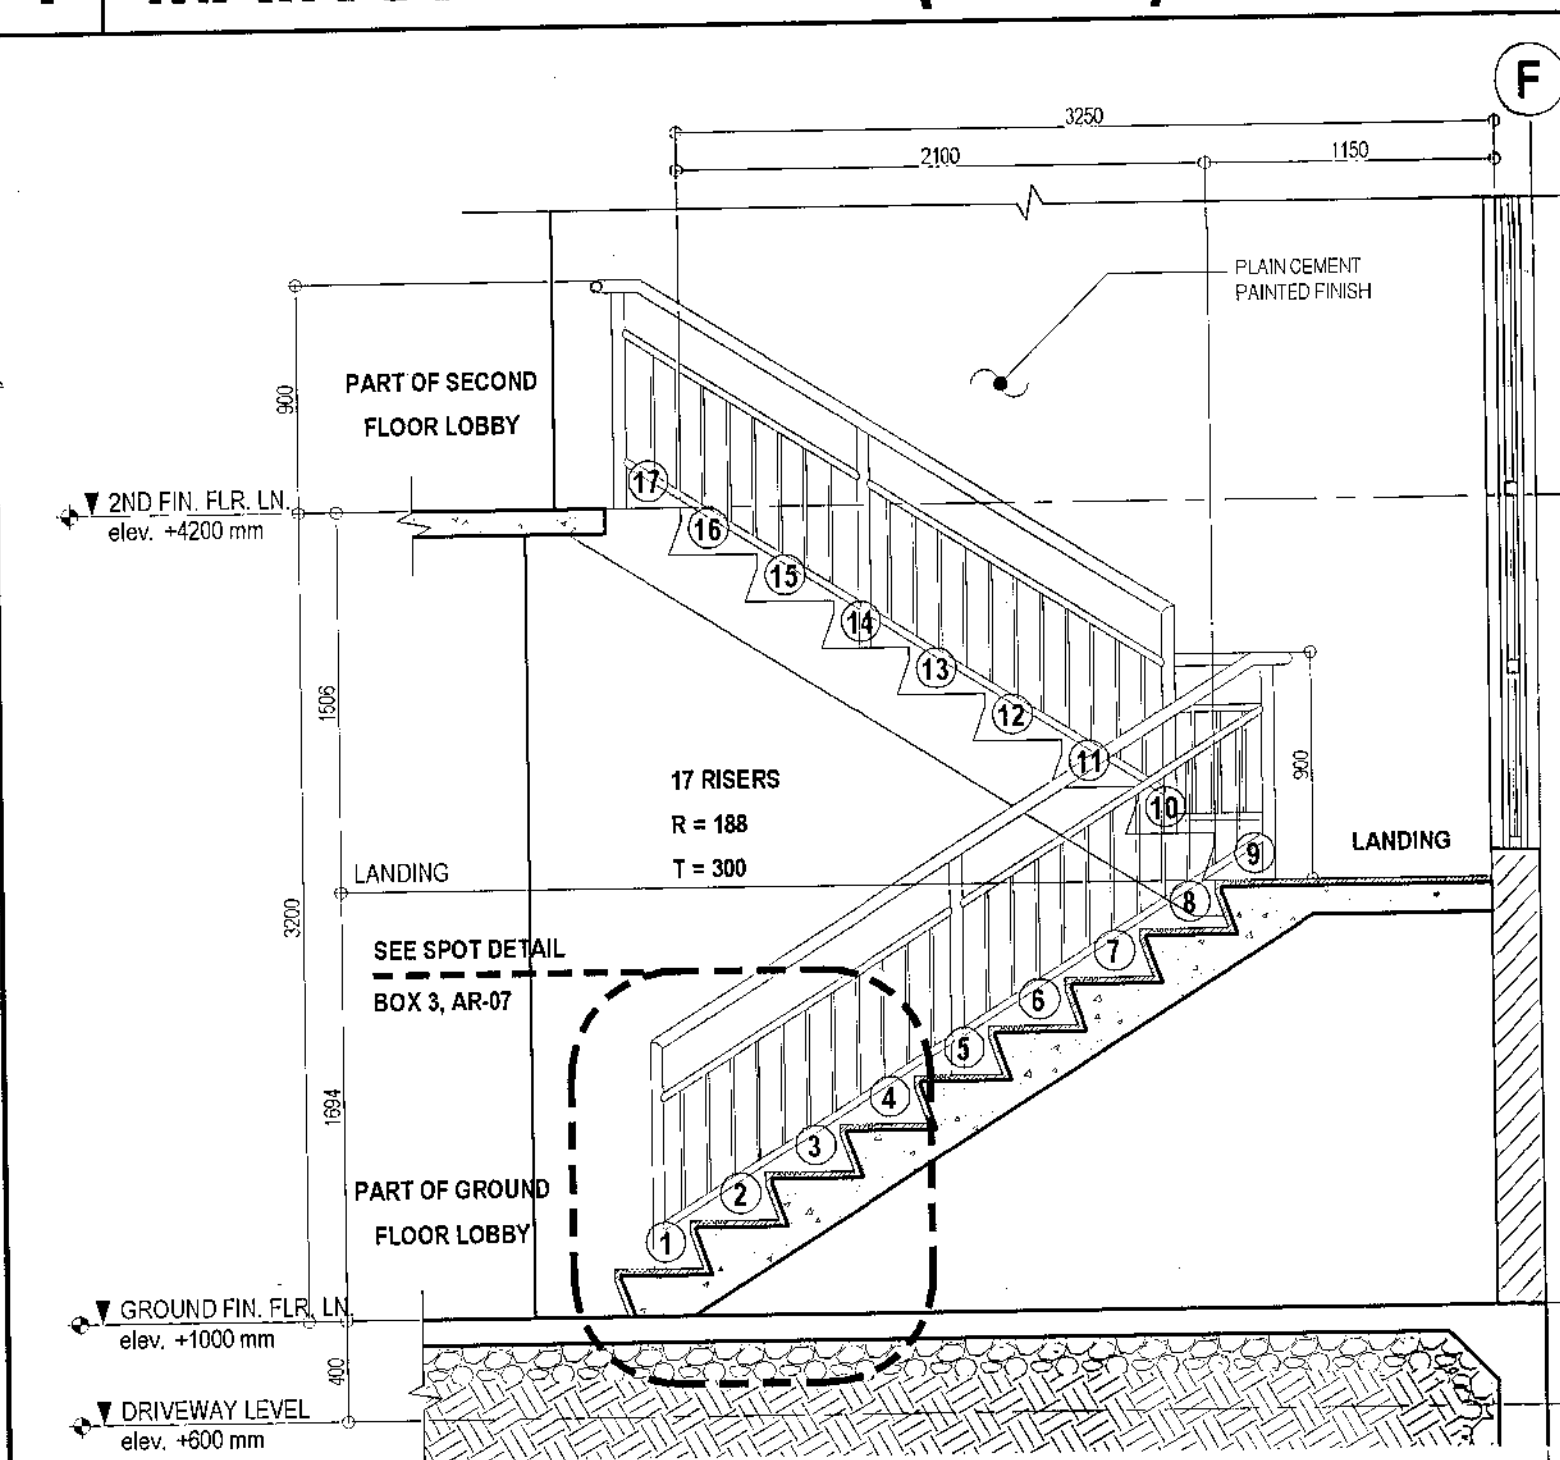 F
3250
2100
1150
PLAIN CEMENT
PAINTED FINISH
900
PART OF SECOND
FLOOR LOBBY
2ND FIN. FLR. LN.
elev. +4200 mm
17
16
15
14
13
12
11
10
1506
17 RISERS
R = 188
T = 300
900
LANDING
LANDING
9
8
7
6
5
4
3
2
1
3200
SEE SPOT DETAIL
BOX 3, AR-07
1694
PART OF GROUND
FLOOR LOBBY
GROUND FIN. FLR. LN.
elev. +1000 mm
400
DRIVEWAY LEVEL
elev. +600 mm